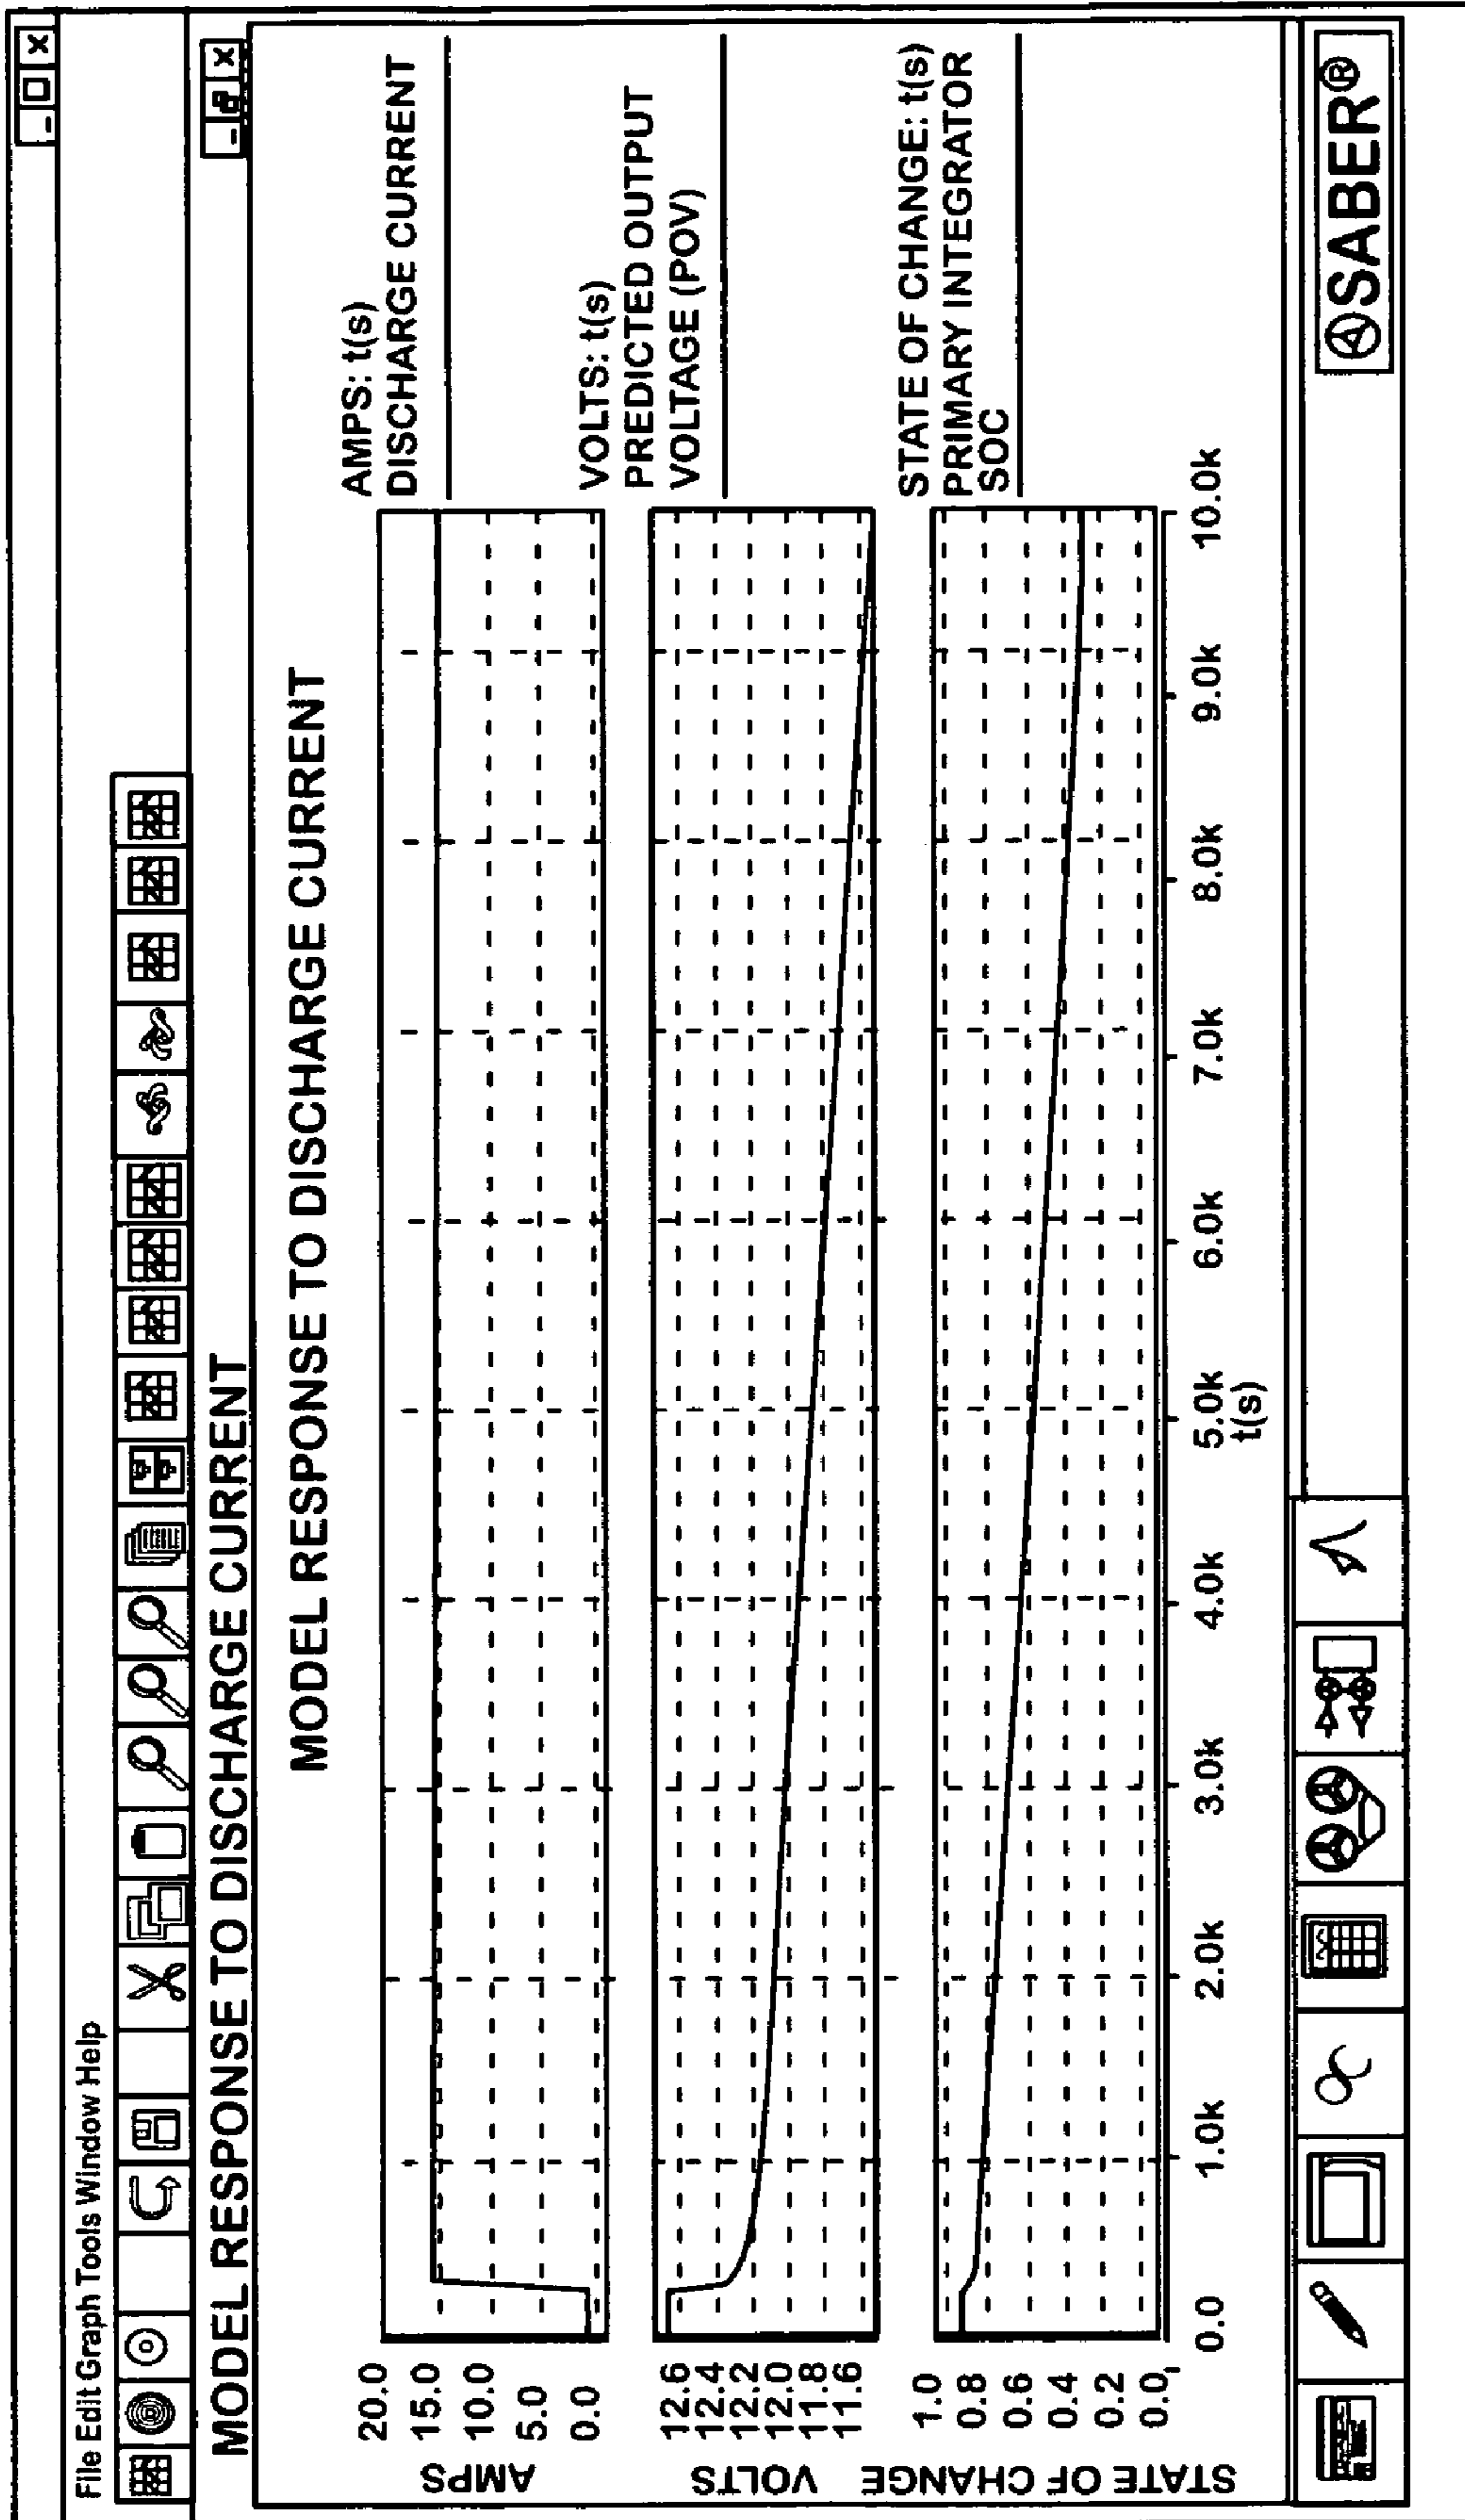 File Edit Graph Tools Window Help
MODEL RESPONSE TO DISCHARGE CURRENT
MODEL RESPONSE TO DISCHARGE CURRENT
AMPS
20.0
15.0
10.0
5.0
0.0
AMPS: t(s)
DISCHARGE CURRENT
VOLTS
12.6
12.4
12.2
12.0
11.8
11.6
VOLTS: t(s)
PREDICTED OUTPUT
VOLTAGE (POV)
STATE OF CHANGE
1.0
0.8
0.6
0.4
0.2
0.0
STATE OF CHANGE: t(s)
PRIMARY INTEGRATOR
SOC
0.0 1.0k 2.0k 3.0k 4.0k 5.0k 6.0k 7.0k 8.0k 9.0k 10.0k
t(s)
SABER®